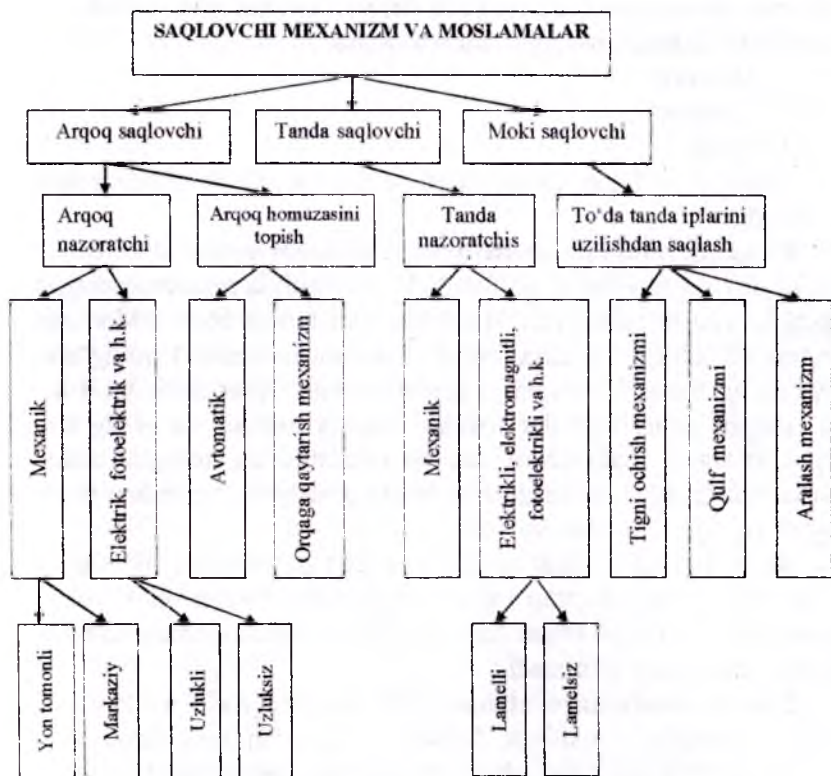 SAQLOVCHI MEXANIZM VA MOSLAMALAR
Arqoq saqlovchi
Tanda saqlovchi
Moki saqlovchi
Arqoq
nazoratchi
Arqoq homuzasini
topish
Tanda
nazoratchis
To‘da tanda iplarini
uzilishdan saqlash
Mexanik
Elektrik, fotoelektrik va h.k.
Avtomatik
Orqaga qaytarish mexanizm
Mexanik
Elektrikli, elektromagnitli,
fotoelektrikli va h.k.
Tigni ochish mexanizmi
Qulf mexanizmi
Aralash mexanizm
Yon tomonli
Markaziy
Uzlukli
Uzluksiz
Lamelli
Lamelsiz